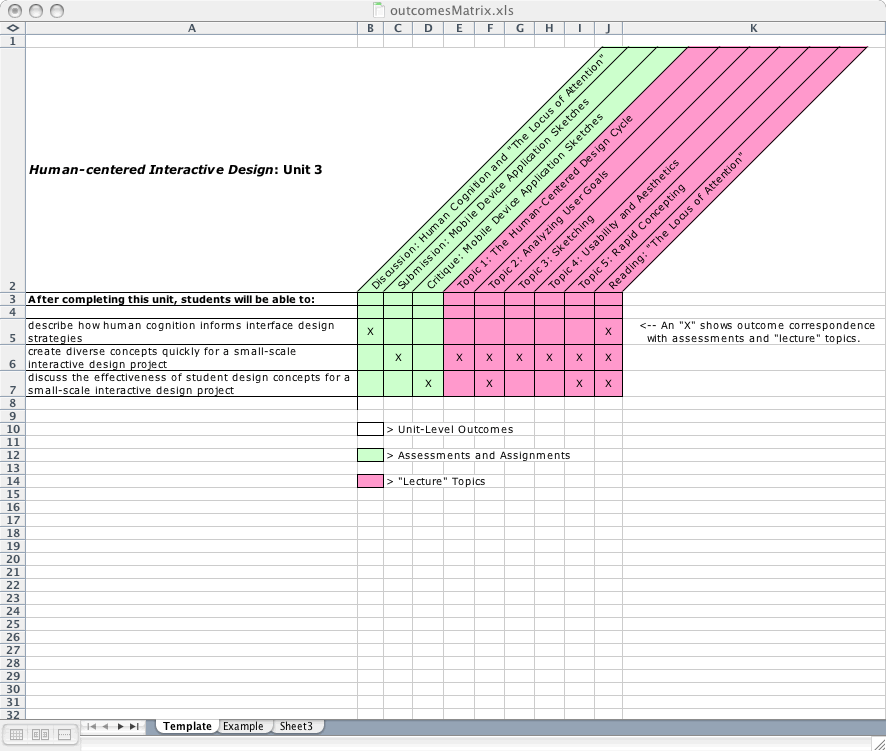 outcomesMatrix.xls
A B C D E F G H I J K
1
Human-centered Interactive Design: Unit 3
Discussion: Human Cognition and "The Locus of Attention"
Submission: Mobile Device Application Sketches
Critique: Mobile Device Application Sketches
Topic 1: The Human-Centered Design Cycle
Topic 2: Analyzing User Goals
Topic 3: Sketching
Topic 4: Usability and Aesthetics
Topic 5: Rapid Concepting
Reading: "The Locus of Attention"
2
3 After completing this unit, students will be able to:
4
describe how human cognition informs interface design X X <-- An "X" shows outcome correspondence
5 strategies with assessments and "lecture" topics.
create diverse concepts quickly for a small-scale X X X X X X X
6 interactive design project
discuss the effectiveness of student design concepts for a X X X X
7 small-scale interactive design project
8
9
10 > Unit-Level Outcomes
11
12 > Assessments and Assignments
13
14 > "Lecture" Topics
15
16
17
18
19
20
21
22
23
24
25
26
27
28
29
30
31
32
Template Example Sheet3